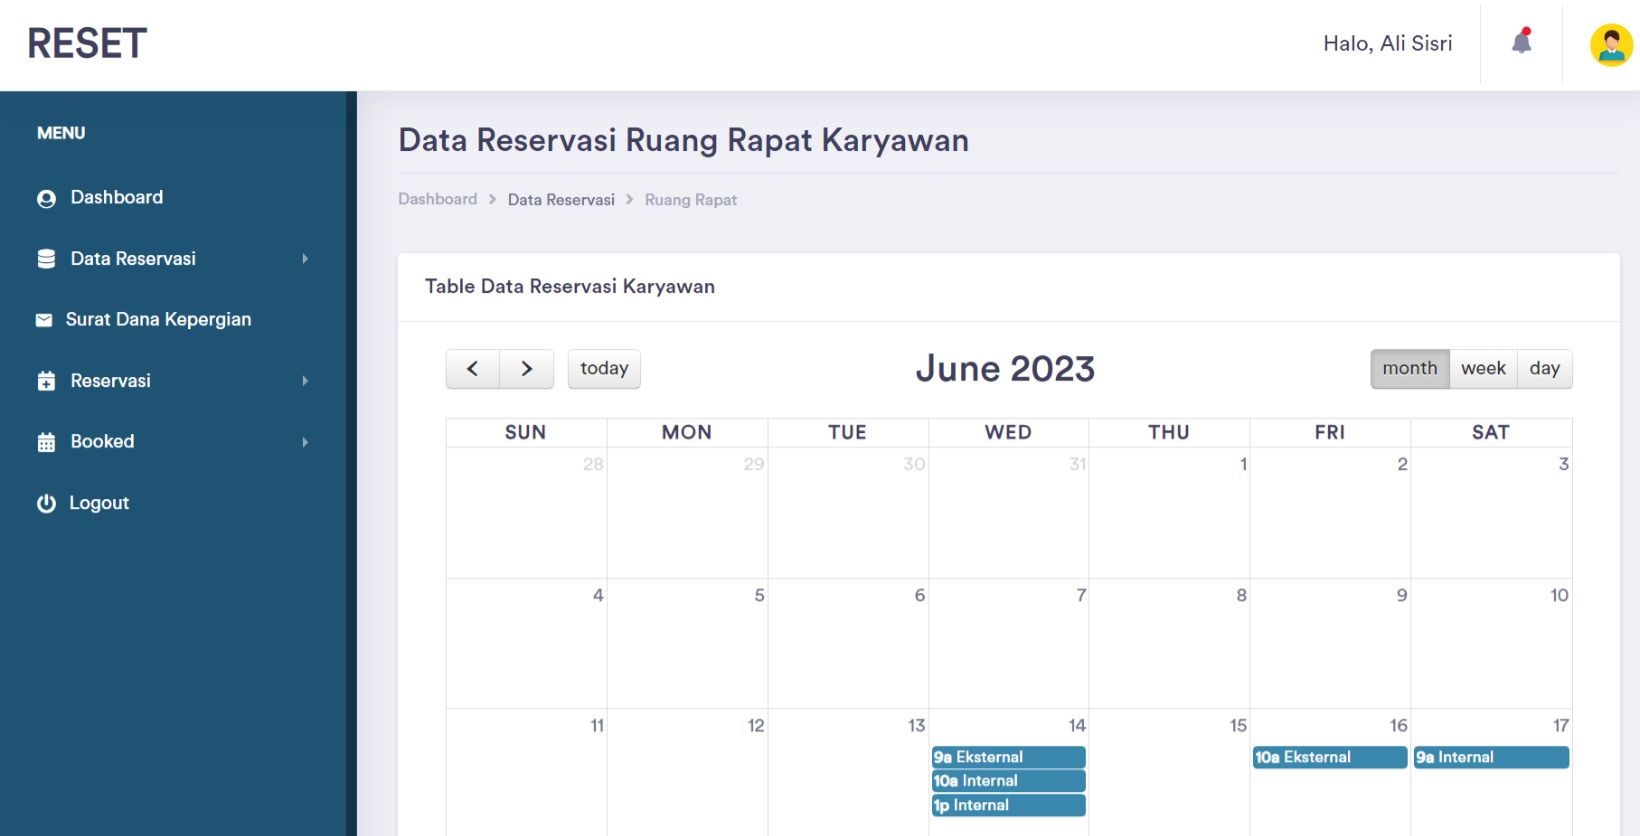 RESET
Halo, Ali Sisri
MENU
Dashboard
Data Reservasi
Surat Dana Kepergian
Reservasi
Booked
Logout
Data Reservasi Ruang Rapat Karyawan
Dashboard > Data Reservasi > Ruang Rapat
Table Data Reservasi Karyawan
< > today June 2023 month week day
SUN MON TUE WED THU FRI SAT
28 29 30 31 1 2 3
4 5 6 7 8 9 10
11 12 13 14 15 16 17
9a Eksternal 10a Eksternal 9a Internal
10a Internal
1p Internal